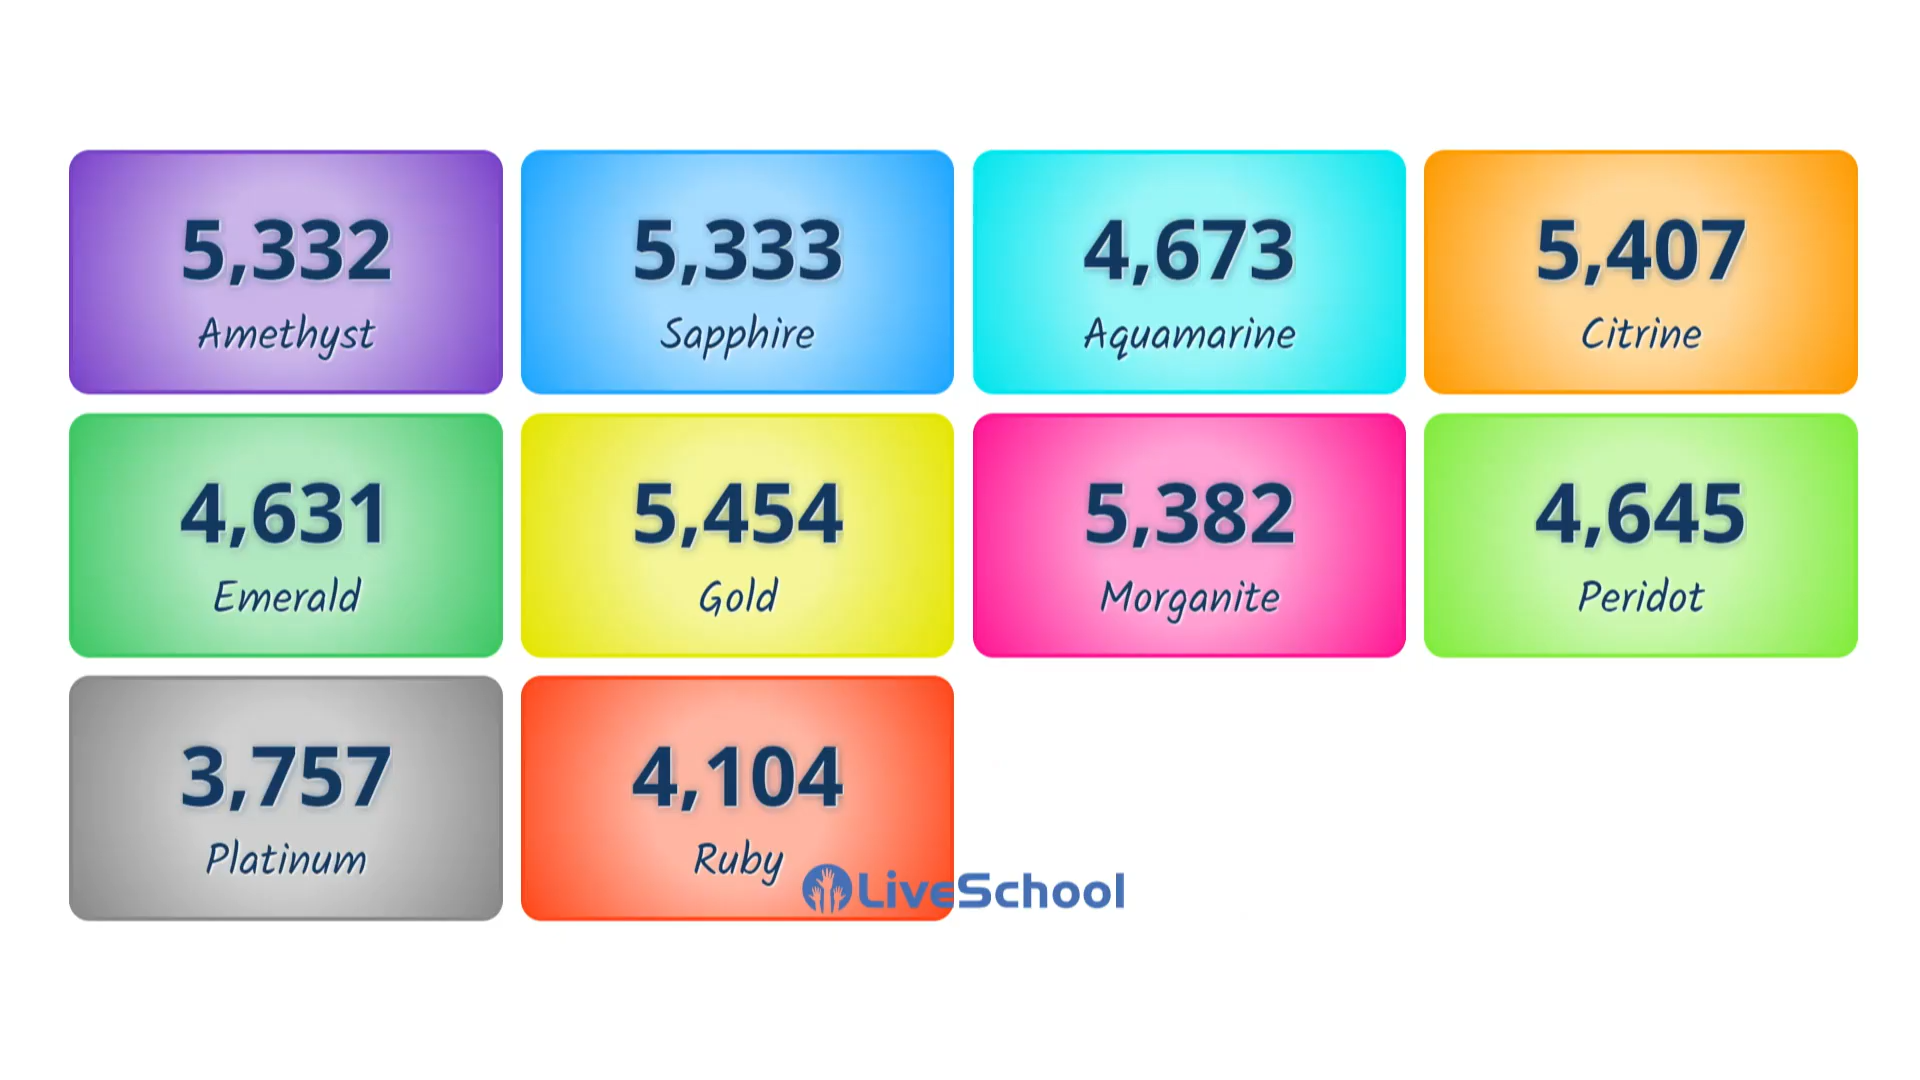 5,332
Amethyst
5,333
Sapphire
4,673
Aquamarine
5,407
Citrine
4,631
Emerald
5,454
Gold
5,382
Morganite
4,645
Peridot
3,757
Platinum
4,104
Ruby
LiveSchool